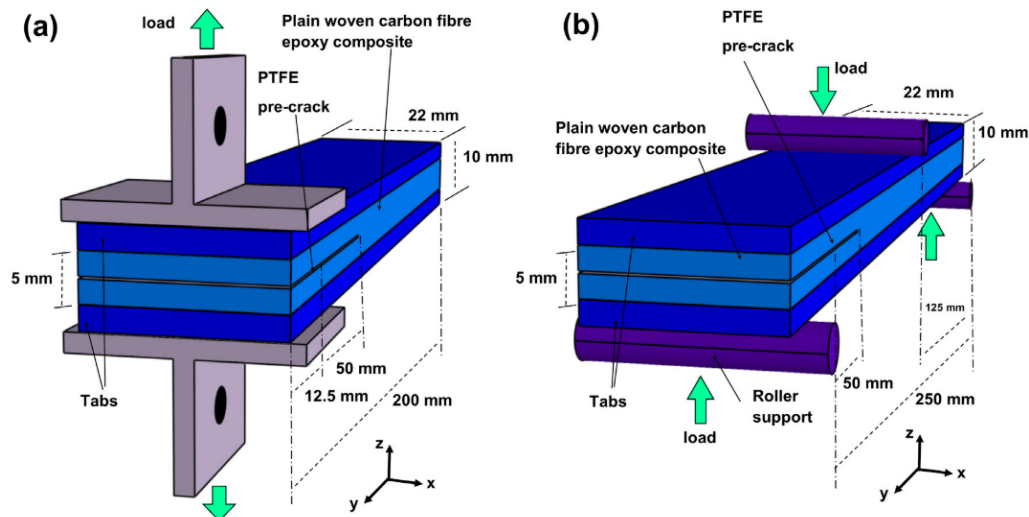 (a)
load
Plain woven carbon fibre
epoxy composite
PTFE
pre-crack
22 mm
10 mm
5 mm
50 mm
12.5 mm
200 mm
Tabs
z
x
y
(b)
PTFE
pre-crack
load
22 mm
10 mm
Plain woven carbon
fibre epoxy composite
5 mm
125 mm
50 mm
250 mm
Tabs
Roller
support
load
z
x
y